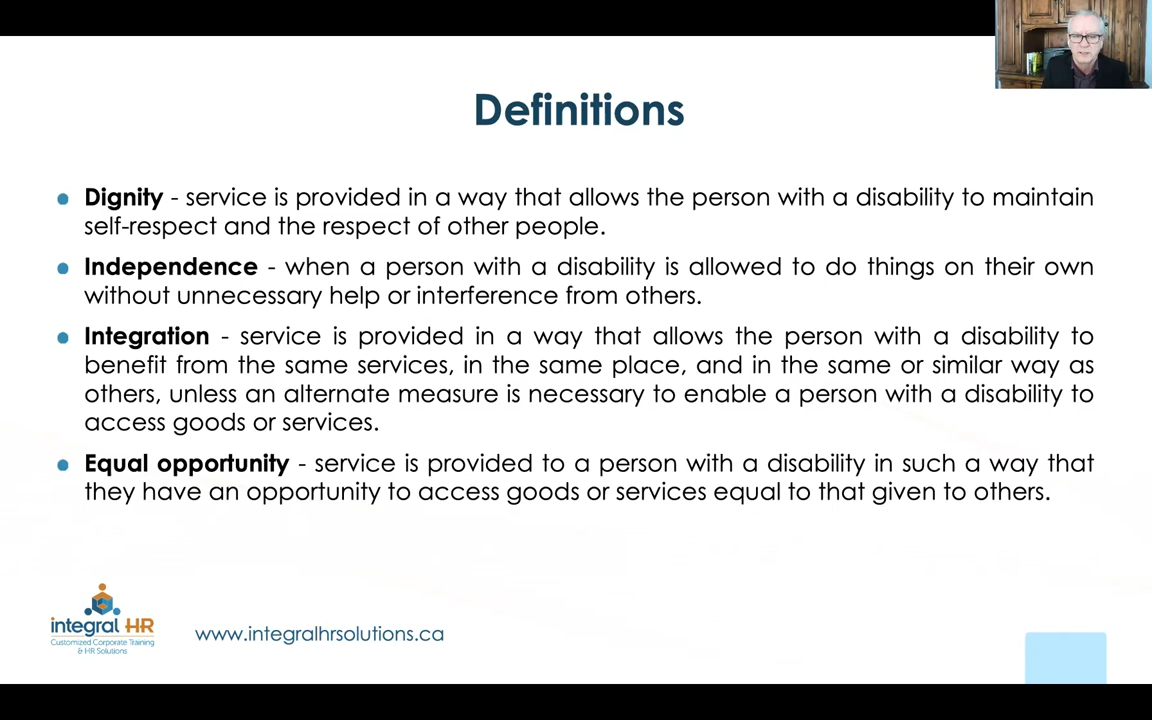 Definitions
Dignity - service is provided in a way that allows the person with a disability to maintain
self-respect and the respect of other people.
Independence - when a person with a disability is allowed to do things on their own
without unnecessary help or interference from others.
Integration - service is provided in a way that allows the person with a disability to
benefit from the same services, in the same place, and in the same or similar way as
others, unless an alternate measure is necessary to enable a person with a disability to
access goods or services.
Equal opportunity - service is provided to a person with a disability in such a way that
they have an opportunity to access goods or services equal to that given to others.
integral HR
Customized Corporate Training
& HR Solutions
www.integralhrsolutions.ca